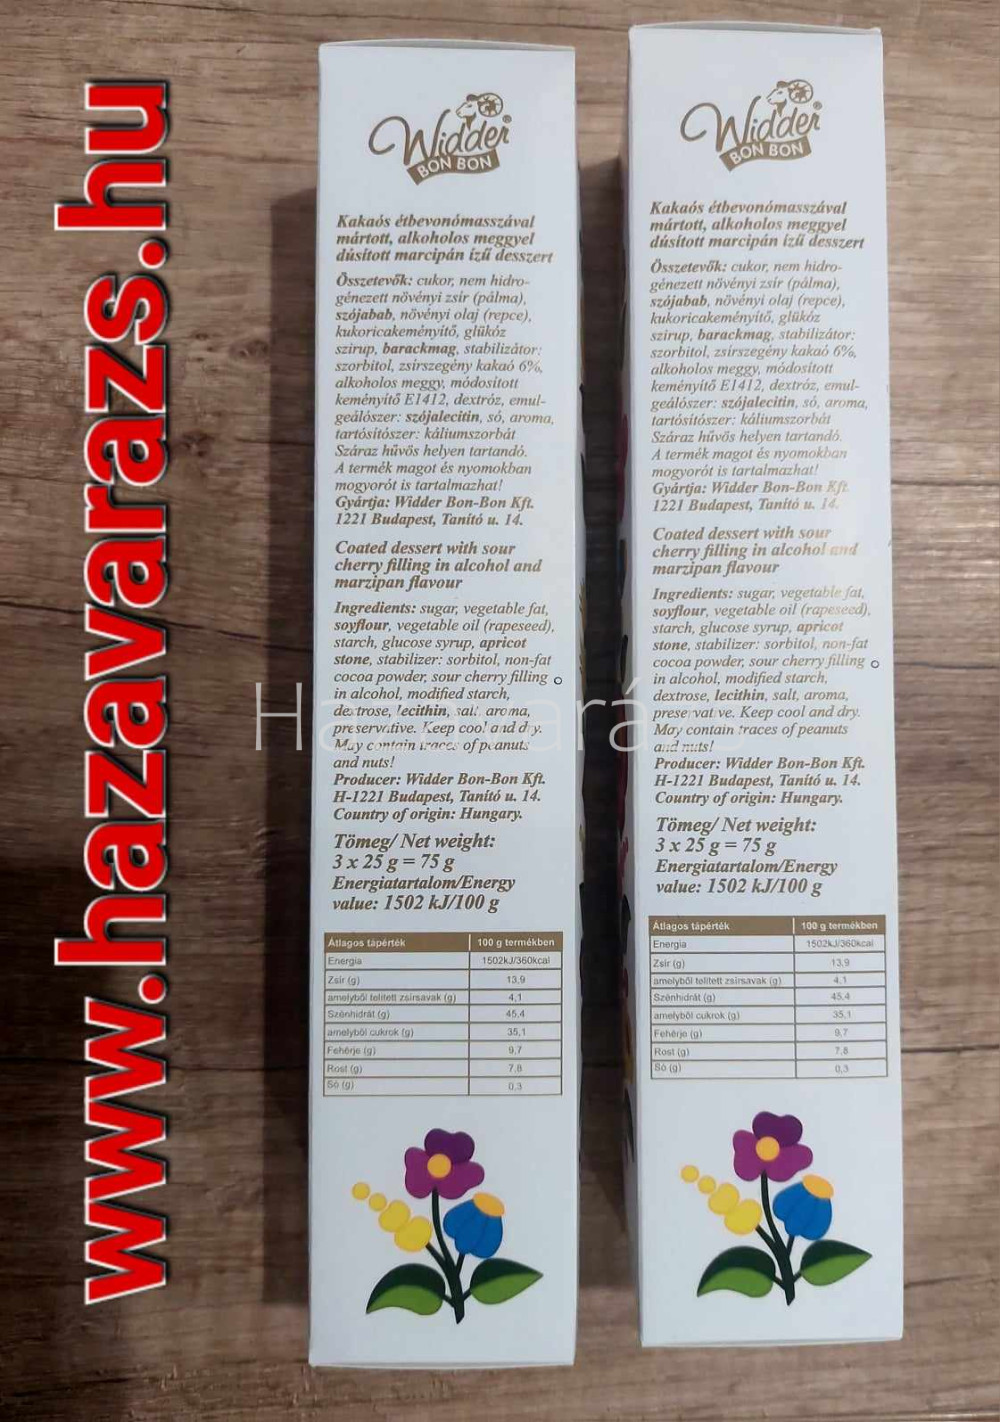 www.hazavarazs.hu
Widder®
BON BON
Kakaós étbevonómasszával
mártott, alkoholos meggyel
dúsított marcipán ízű desszert
Összetevők: cukor, nem hidro-
génezett növényi zsír (pálma),
szójabab, növényi olaj (repce),
kukoricakeményítő, glükóz
szirup, barackmag, stabilizátor:
szorbitol, zsírszegény kakaó 6%,
alkoholos meggy, módosított
keményítő E1412, dextróz, emul-
geálószer: szójalecitin, só, aroma,
tartósítószer: káliumszorbát
Száraz hűvös helyen tartandó.
A termék magot és nyomokban
mogyorót is tartalmazhat!
Gyártja: Widder Bon-Bon Kft.
1221 Budapest, Tanító u. 14.
Coated dessert with sour
cherry filling in alcohol and
marzipan flavour
Ingredients: sugar, vegetable fat,
soyflour, vegetable oil (rapeseed),
starch, glucose syrup, apricot
stone, stabilizer: sorbitol, non-fat
cocoa powder, sour cherry filling
in alcohol, modified starch,
dextrose, lecithin, salt, aroma,
preservative. Keep cool and dry.
May contain traces of peanuts
and nuts!
Producer: Widder Bon-Bon Kft.
H-1221 Budapest, Tanító u. 14.
Country of origin: Hungary.
Tömeg/ Net weight:
3 x 25 g = 75 g
Energiatartalom/Energy
value: 1502 kJ/100 g
Átlagos tápérték 100 g termékben
Energia 1502kJ/360kcal
Zsír (g) 13,9
amelyből telített zsírsavak (g) 4,1
Szénhidrát (g) 45,4
amelyből cukrok (g) 35,1
Fehérje (g) 9,7
Rost (g) 7,8
Só (g) 0,3
Widder®
BON BON
Kakaós étbevonómasszával
mártott, alkoholos meggyel
dúsított marcipán ízű desszert
Összetevők: cukor, nem hidro-
génezett növényi zsír (pálma),
szójabab, növényi olaj (repce),
kukoricakeményítő, glükóz
szirup, barackmag, stabilizátor:
szorbitol, zsírszegény kakaó 6%,
alkoholos meggy, módosított
keményítő E1412, dextróz, emul-
geálószer: szójalecitin, só, aroma,
tartósítószer: káliumszorbát
Száraz hűvös helyen tartandó.
A termék magot és nyomokban
mogyorót is tartalmazhat!
Gyártja: Widder Bon-Bon Kft.
1221 Budapest, Tanító u. 14.
Coated dessert with sour
cherry filling in alcohol and
marzipan flavour
Ingredients: sugar, vegetable fat,
soyflour, vegetable oil (rapeseed),
starch, glucose syrup, apricot
stone, stabilizer: sorbitol, non-fat
cocoa powder, sour cherry filling
in alcohol, modified starch,
dextrose, lecithin, salt, aroma,
preservative. Keep cool and dry.
May contain traces of peanuts
and nuts!
Producer: Widder Bon-Bon Kft.
H-1221 Budapest, Tanító u. 14.
Country of origin: Hungary.
Tömeg/ Net weight:
3 x 25 g = 75 g
Energiatartalom/Energy
value: 1502 kJ/100 g
Átlagos tápérték 100 g termékben
Energia 1502kJ/360kcal
Zsír (g) 13,9
amelyből telített zsírsavak (g) 4,1
Szénhidrát (g) 45,4
amelyből cukrok (g) 35,1
Fehérje (g) 9,7
Rost (g) 7,8
Só (g) 0,3